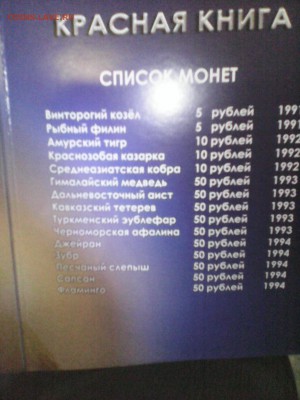 КРАСНАЯ КНИГА
СПИСОК МОНЕТ
Винторогий козёл 5 рублей 1991
Рыбный филин 5 рублей 1991
Амурский тигр 10 рублей 1992
Краснозобая казарка 10 рублей 1992
Среднеазиатская кобра 10 рублей 1992
Гималайский медведь 50 рублей 1993
Дальневосточный аист 50 рублей 1993
Кавказский тетерев 50 рублей 1993
Туркменский эублефар 50 рублей 1993
Черноморская афалина 50 рублей 1993
Джейран 50 рублей 1994
Зубр 50 рублей 1994
Песчаный слепыш 50 рублей 1994
Сапсан 50 рублей 1994
Фламинго 50 рублей 1994